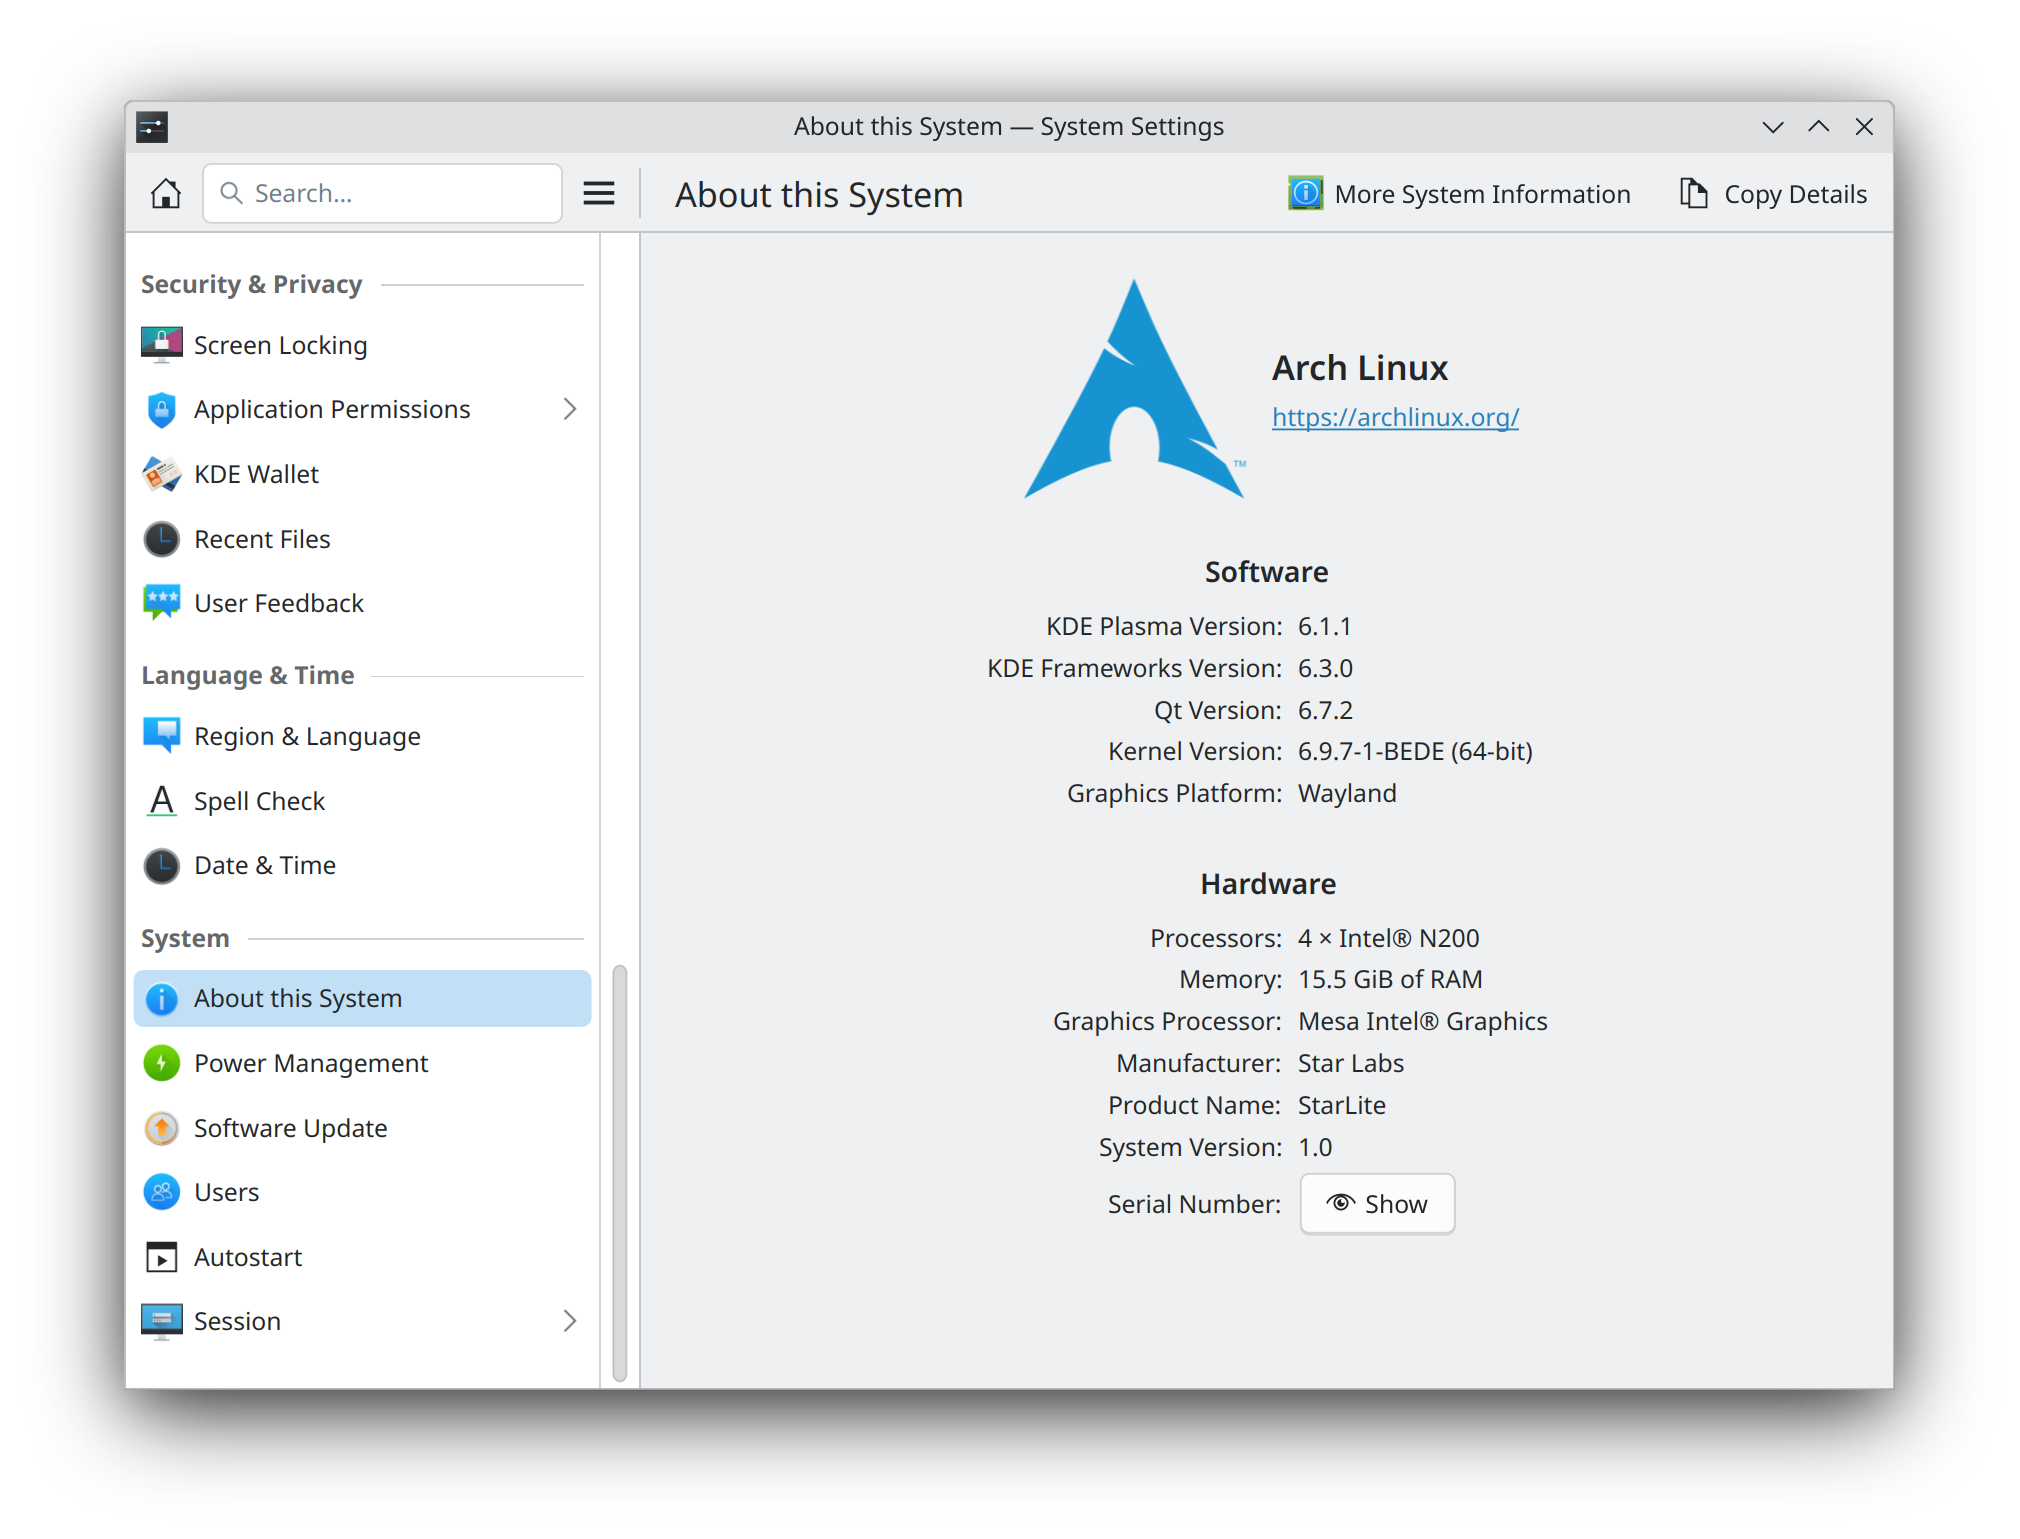 About this System — System Settings
Search...
About this System
More System Information
Copy Details
Security & Privacy
Screen Locking
Application Permissions
KDE Wallet
Recent Files
User Feedback
Language & Time
Region & Language
A
Spell Check
Date & Time
System
About this System
Power Management
Software Update
Users
Autostart
Session
TM
Arch Linux
https://archlinux.org/
Software
KDE Plasma Version: 6.1.1
KDE Frameworks Version: 6.3.0
Qt Version: 6.7.2
Kernel Version: 6.9.7-1-BEDE (64-bit)
Graphics Platform: Wayland
Hardware
Processors: 4 × Intel® N200
Memory: 15.5 GiB of RAM
Graphics Processor: Mesa Intel® Graphics
Manufacturer: Star Labs
Product Name: StarLite
System Version: 1.0
Serial Number: Show